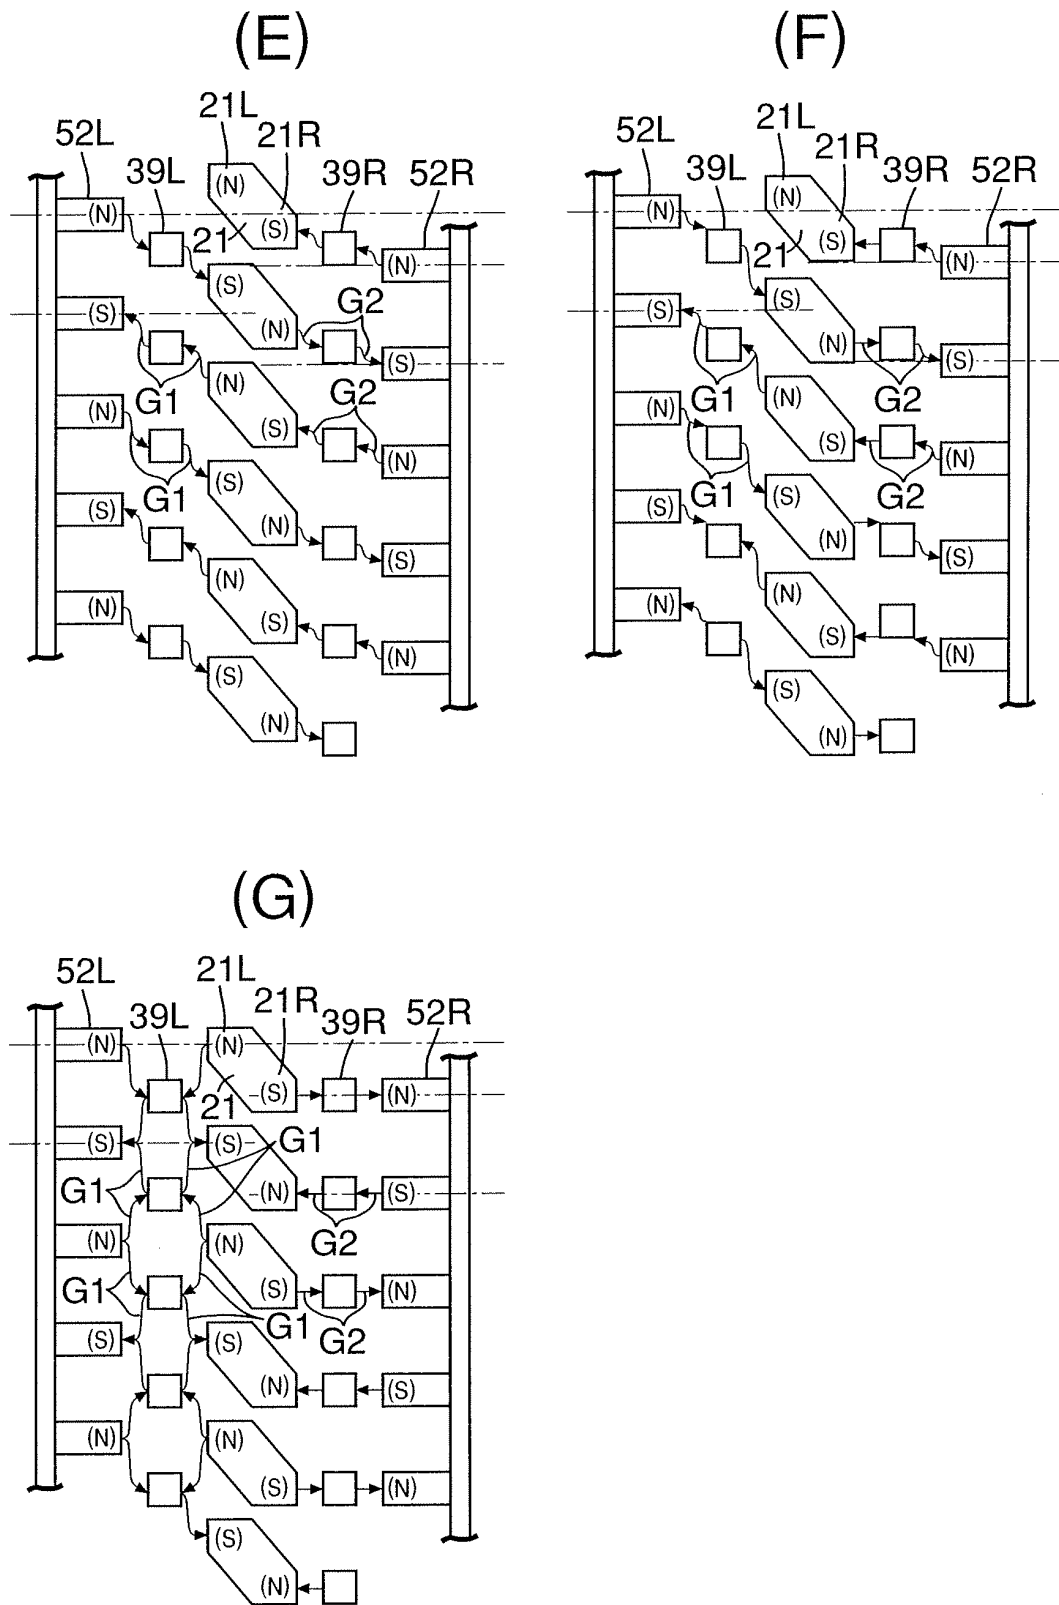 (E)
21L
52L 21R
39L 39R 52R
(N) (N)
(S) 21 (N)
(S)
(S) (N) G2 (S)
G1 (N) G2
(N) (S) (N)
G1 (S)
(S) (N) (S)
(N)
(N) (S) (N)
(S)
(N)
(F)
21L
52L 21R
39L 39R 52R
(N) (N)
(S) 21 (N)
(S)
(S) (N) (S)
G1 (N) G2
(N) (S) (N)
G1 (S) G2
(S) (N) (S)
(N)
(N) (S) (N)
(S)
(N)
(G)
21L
52L 21R
39L 39R 52R
(N) (N)
21 (S) (N)
(S) (S) G1
G1 (N) (S)
(N) (N) G2
G1 (S) (N)
(S) (S) G1 G2
(N) (S)
(N) (N)
(S) (N)
(S)
(N)